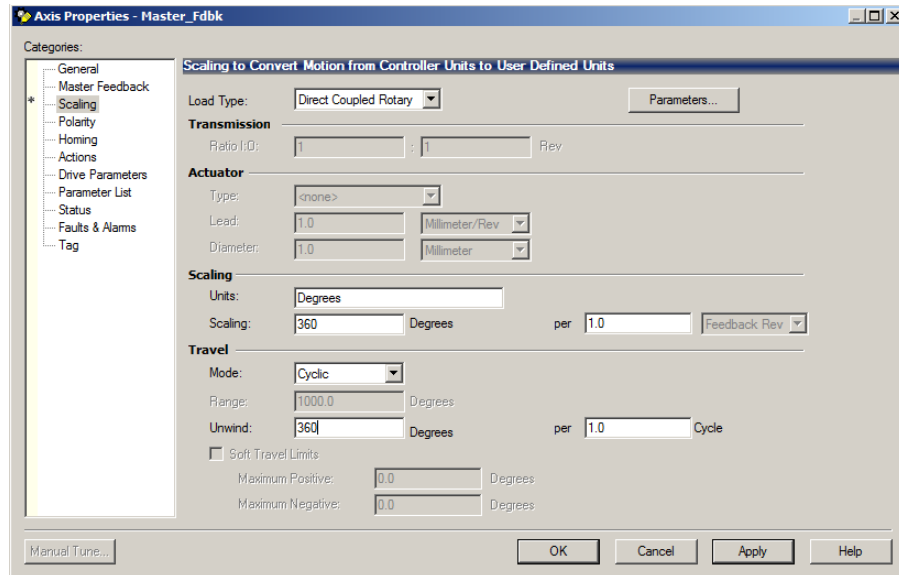 Axis Properties - Master_Fdbk
Categories:
General
Master Feedback
* Scaling
Polarity
Homing
Actions
Drive Parameters
Parameter List
Status
Faults & Alarms
Tag
Scaling to Convert Motion from Controller Units to User Defined Units
Load Type: Direct Coupled Rotary Parameters...
Transmission
Ratio I:O: 1 : 1 Rev
Actuator
Type: <none>
Lead: 1.0 Millimeter/Rev
Diameter: 1.0 Millimeter
Scaling
Units: Degrees
Scaling: 360 Degrees per 1.0 Feedback Rev
Travel
Mode: Cyclic
Range: 1000.0 Degrees
Unwind: 360 Degrees per 1.0 Cycle
Soft Travel Limits
Maximum Positive: 0.0 Degrees
Maximum Negative: 0.0 Degrees
Manual Tune... OK Cancel Apply Help